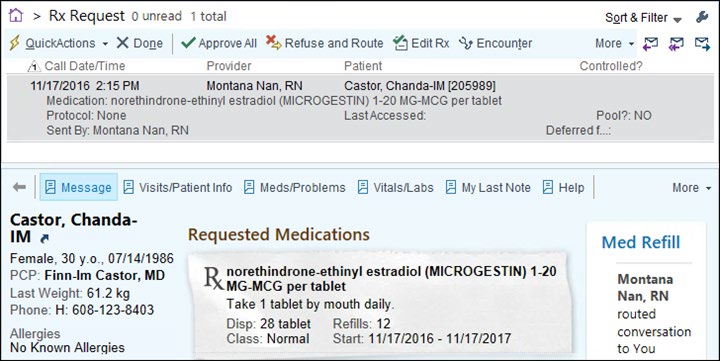 > Rx Request 0 unread 1 total
Sort & Filter
QuickActions Done Approve All Refuse and Route Edit Rx Encounter More
Call Date/Time Provider Patient Controlled?
11/17/2016 2:15 PM Montana Nan, RN Castor, Chanda-IM [205989]
Medication: norethindrone-ethinyl estradiol (MICROGESTIN) 1-20 MG-MCG per tablet
Protocol: None Last Accessed: Pool?: NO
Sent By: Montana Nan, RN Deferred f...:
Message Visits/Patient Info Meds/Problems Vitals/Labs My Last Note Help More
Castor, Chanda-
IM
Female, 30 y.o., 07/14/1986
PCP: Finn-Im Castor, MD
Last Weight: 61.2 kg
Phone: H: 608-123-8403
Allergies
No Known Allergies
Requested Medications
Rx norethindrone-ethinyl estradiol (MICROGESTIN) 1-20
MG-MCG per tablet
Take 1 tablet by mouth daily.
Disp: 28 tablet Refills: 12
Class: Normal Start: 11/17/2016 - 11/17/2017
Med Refill
Montana
Nan, RN
routed
conversation
to You